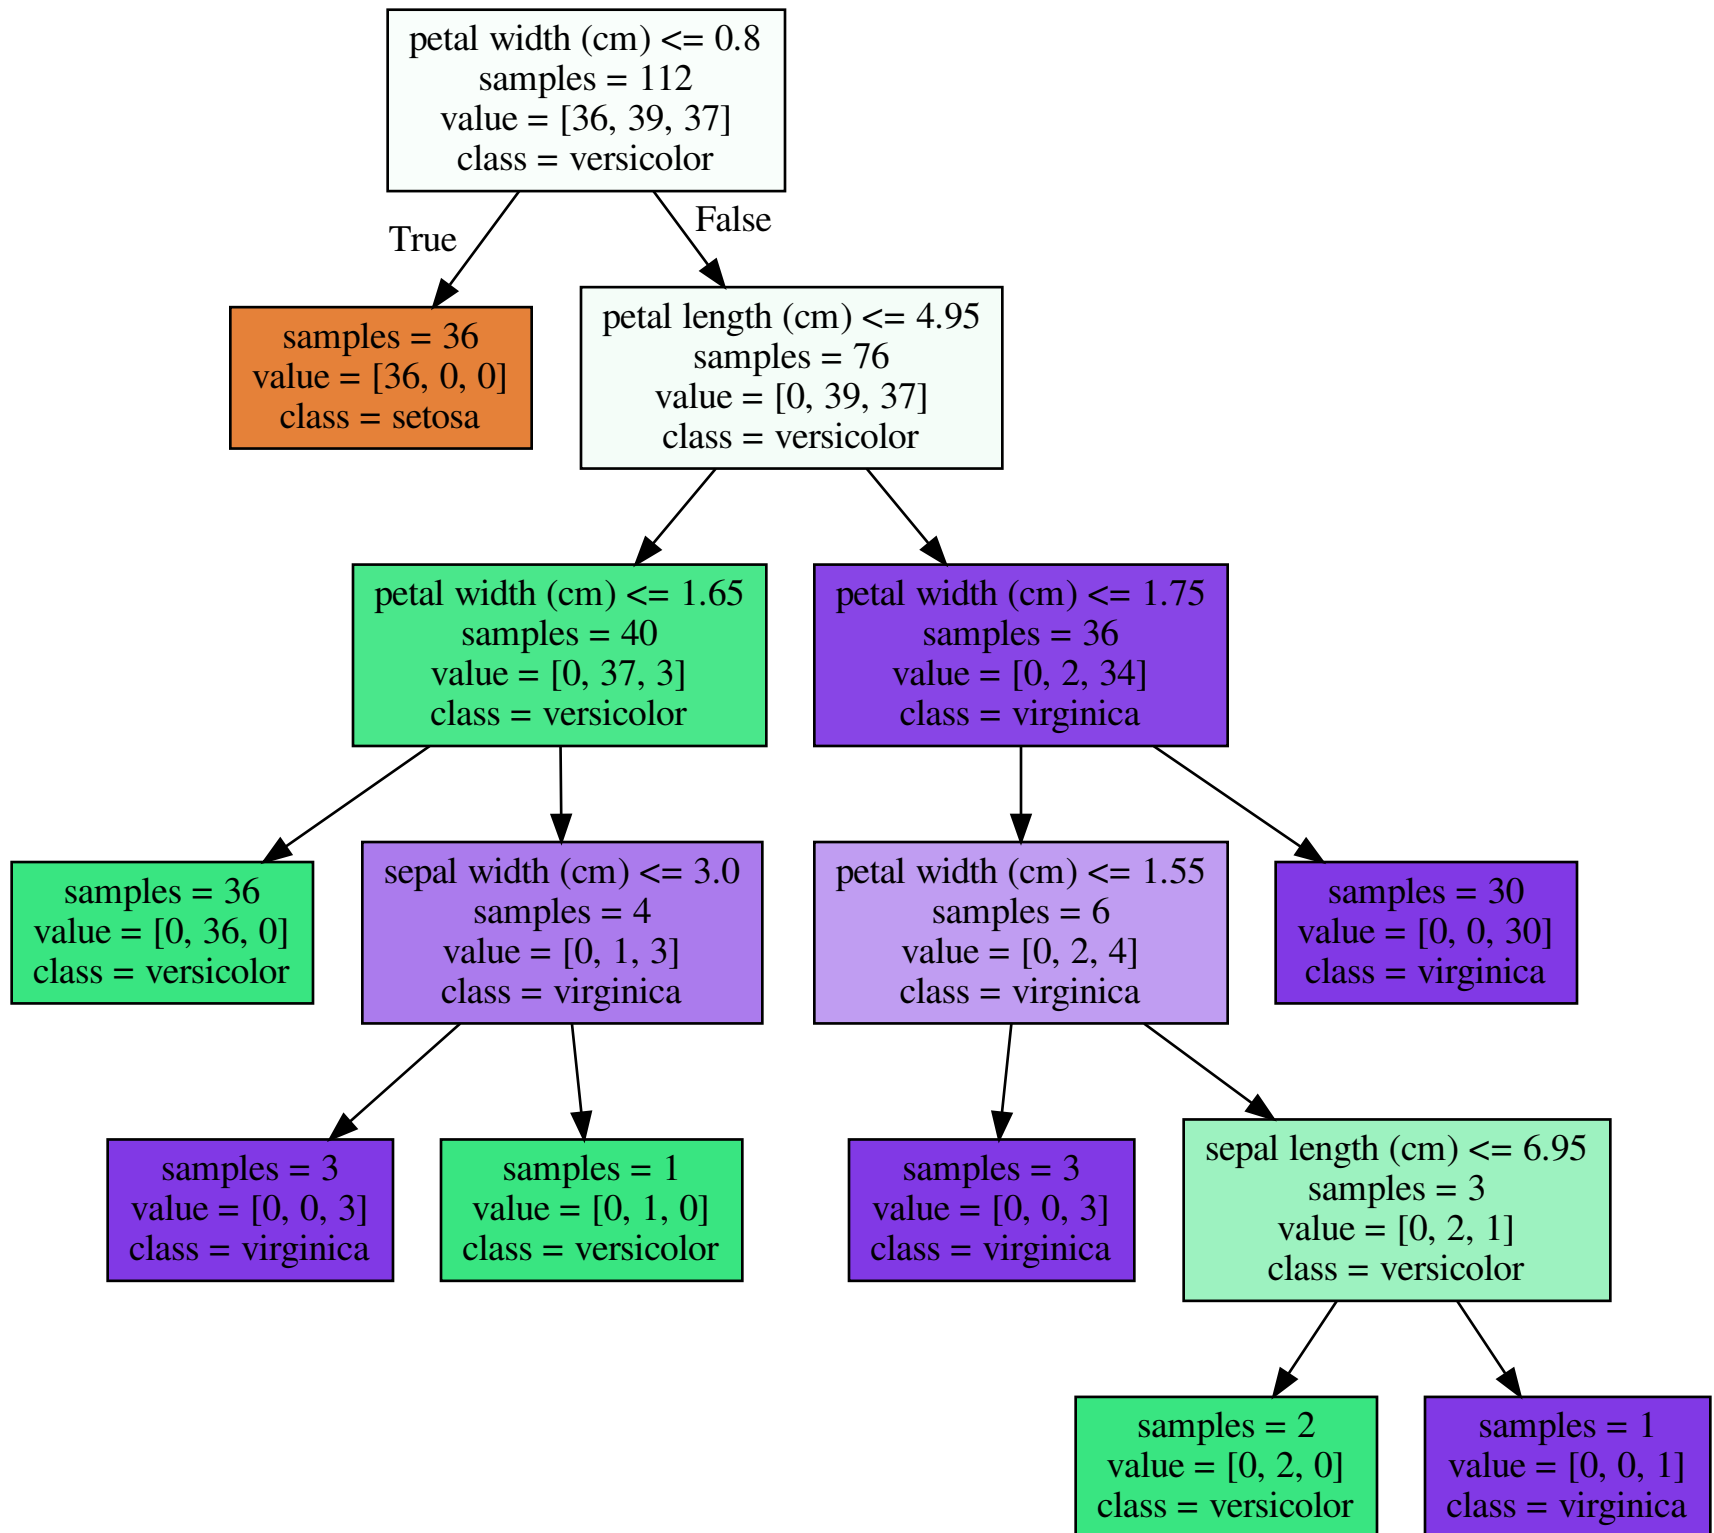 petal width (cm) <= 0.8
samples = 112
value = [36, 39, 37]
class = versicolor
True
False
samples = 36
value = [36, 0, 0]
class = setosa
petal length (cm) <= 4.95
samples = 76
value = [0, 39, 37]
class = versicolor
petal width (cm) <= 1.65
samples = 40
value = [0, 37, 3]
class = versicolor
petal width (cm) <= 1.75
samples = 36
value = [0, 2, 34]
class = virginica
samples = 36
value = [0, 36, 0]
class = versicolor
sepal width (cm) <= 3.0
samples = 4
value = [0, 1, 3]
class = virginica
petal width (cm) <= 1.55
samples = 6
value = [0, 2, 4]
class = virginica
samples = 30
value = [0, 0, 30]
class = virginica
samples = 3
value = [0, 0, 3]
class = virginica
samples = 1
value = [0, 1, 0]
class = versicolor
samples = 3
value = [0, 0, 3]
class = virginica
sepal length (cm) <= 6.95
samples = 3
value = [0, 2, 1]
class = versicolor
samples = 2
value = [0, 2, 0]
class = versicolor
samples = 1
value = [0, 0, 1]
class = virginica